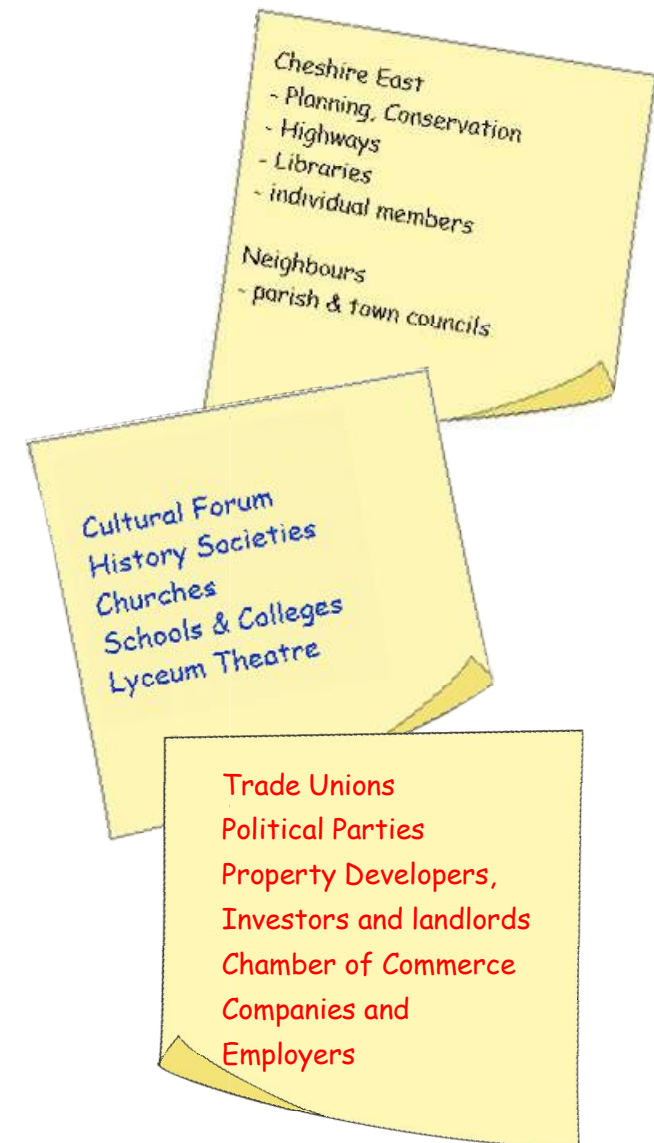 Cheshire East
- Planning, Conservation
- Highways
- Libraries
- individual members
Neighbours
- parish & town councils
Cultural Forum
History Societies
Churches
Schools & Colleges
Lyceum Theatre
Trade Unions
Political Parties
Property Developers,
Investors and landlords
Chamber of Commerce
Companies and
Employers